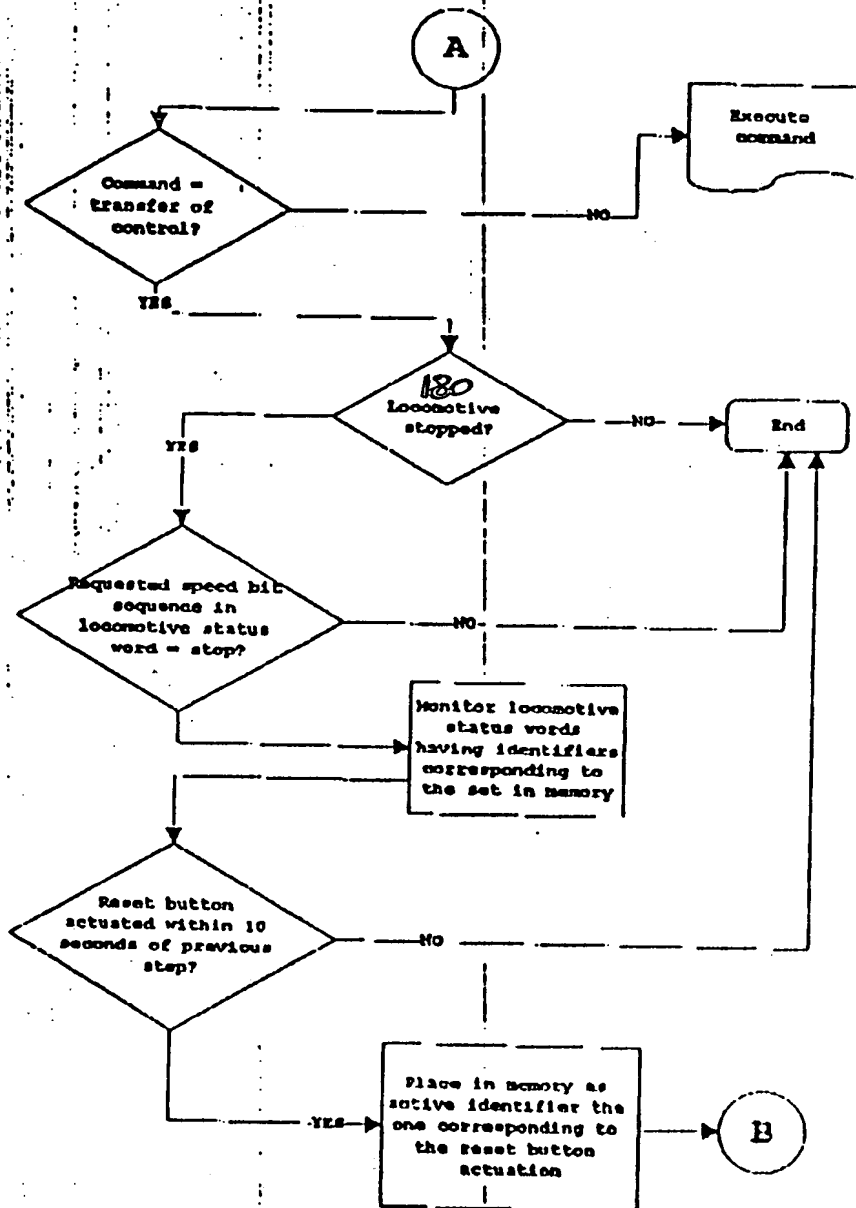 A
Execute
command
Command =
transfer of
control?
NO
YES
180
Locomotive
stopped?
NO
End
YES
Requested speed bit
sequence in
locomotive status
word = stop?
NO
Monitor locomotive
status words
having identifiers
corresponding to
the set in memory
Reset button
actuated within 10
seconds of previous
step?
NO
Place in memory as
active identifier the
one corresponding to
the reset button
actuation
YES
B